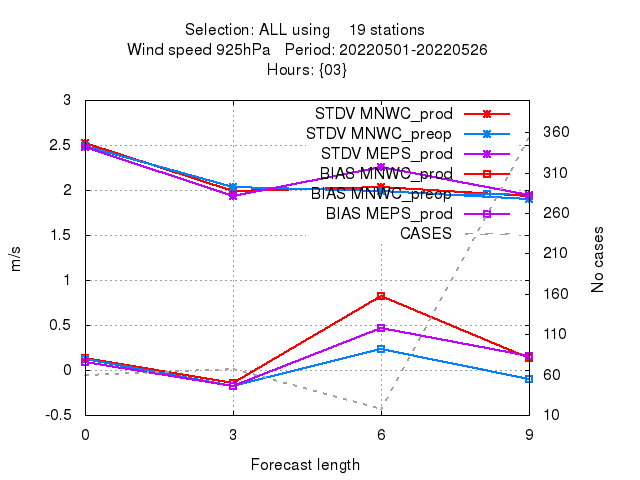 Selection: ALL using 19 stations
Wind speed 925hPa Period: 20220501-20220526
Hours: {03}
STDV MNWC_prod
STDV MNWC_preop
STDV MEPS_prod
BIAS MNWC_prod
BIAS MNWC_preop
BIAS MEPS_prod
CASES
m/s
3
2.5
2
1.5
1
0.5
0
-0.5
No cases
360
310
260
210
160
110
60
10
0 3 6 9
Forecast length